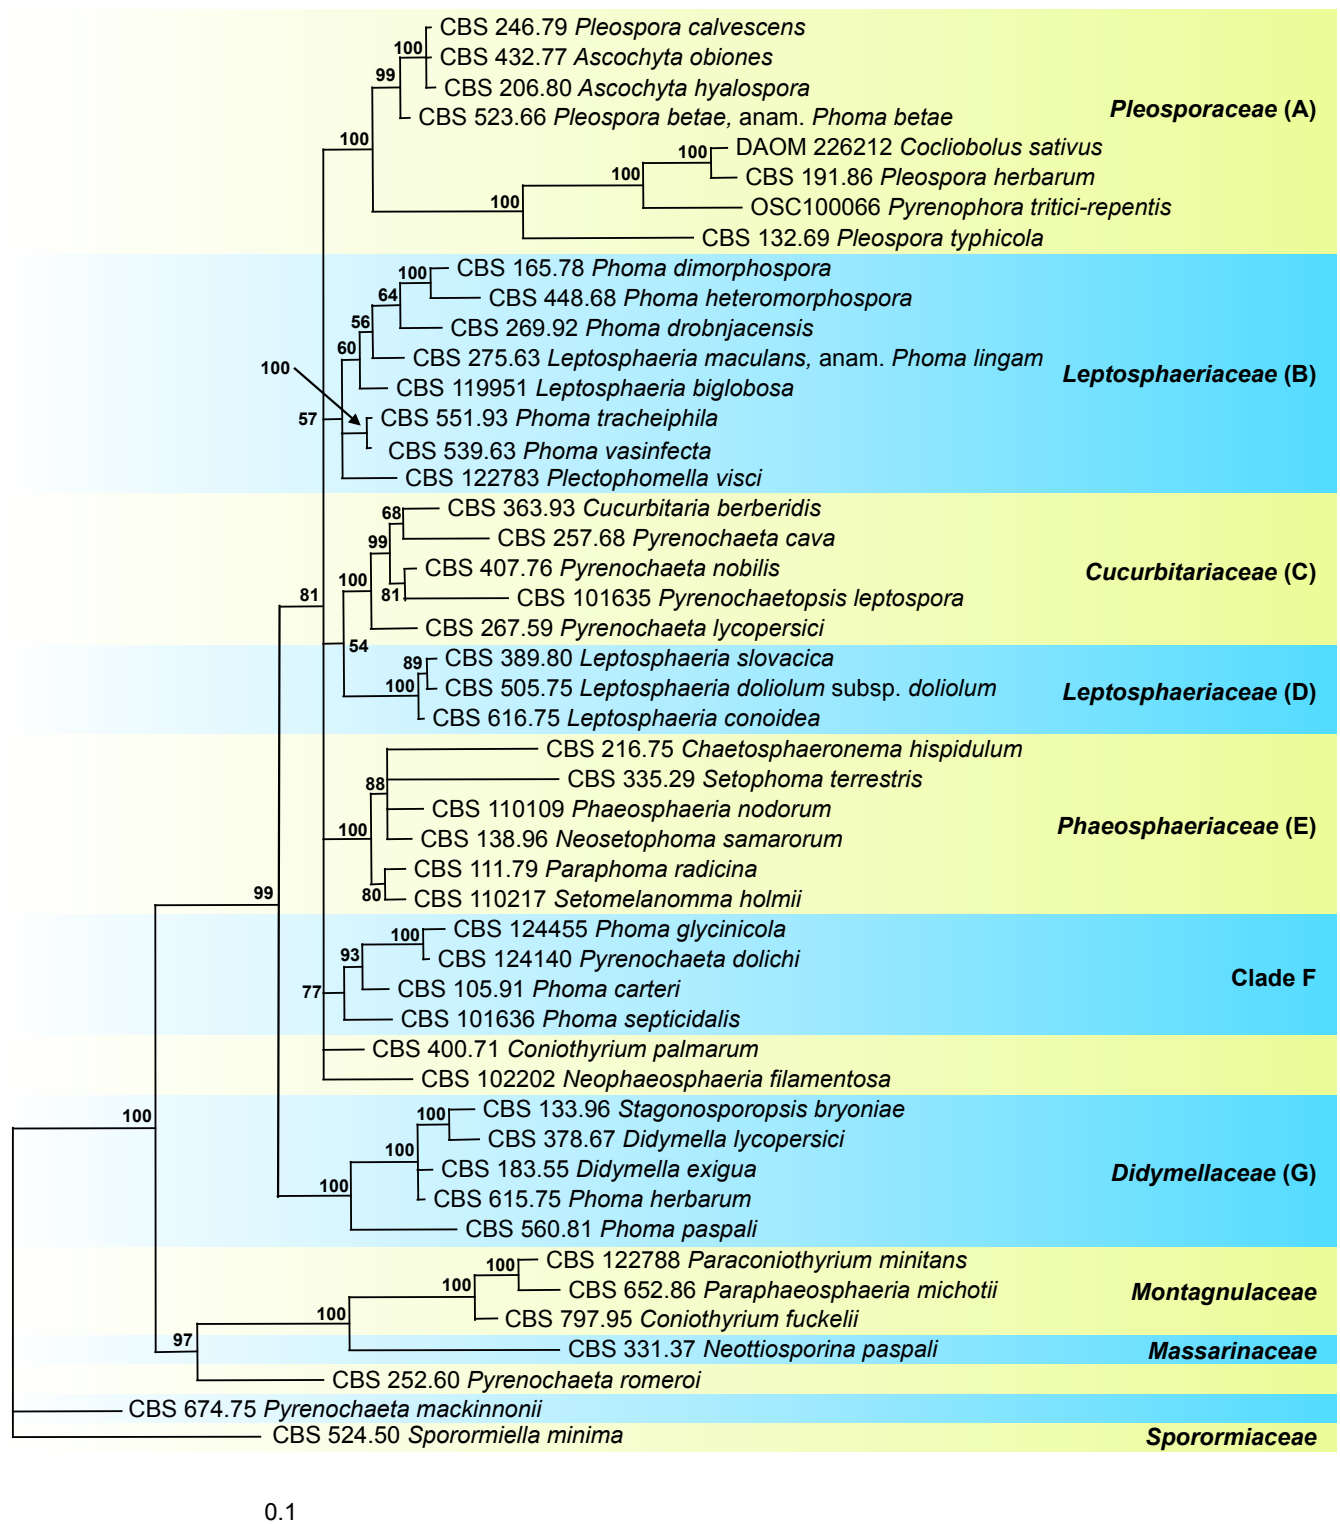 CBS 246.79 Pleospora calvescens
100
CBS 432.77 Ascochyta obiones
99
CBS 206.80 Ascochyta hyalospora
Pleosporaceae (A)
CBS 523.66 Pleospora betae, anam. Phoma betae
100
100
DAOM 226212 Cocliobolus sativus
100
CBS 191.86 Pleospora herbarum
100
OSC100066 Pyrenophora tritici-repentis
CBS 132.69 Pleospora typhicola
100
CBS 165.78 Phoma dimorphospora
64
CBS 448.68 Phoma heteromorphospora
56
CBS 269.92 Phoma drobnjacensis
60
CBS 275.63 Leptosphaeria maculans, anam. Phoma lingam
100
Leptosphaeriaceae (B)
CBS 119951 Leptosphaeria biglobosa
57
CBS 551.93 Phoma tracheiphila
CBS 539.63 Phoma vasinfecta
CBS 122783 Plectophomella visci
68
CBS 363.93 Cucurbitaria berberidis
99
CBS 257.68 Pyrenochaeta cava
100
CBS 407.76 Pyrenochaeta nobilis
Cucurbitariaceae (C)
81
81
CBS 101635 Pyrenochaetopsis leptospora
CBS 267.59 Pyrenochaeta lycopersici
54
89
CBS 389.80 Leptosphaeria slovacica
100
CBS 505.75 Leptosphaeria doliolum subsp. doliolum
Leptosphaeriaceae (D)
CBS 616.75 Leptosphaeria conoidea
CBS 216.75 Chaetosphaeronema hispidulum
88
CBS 335.29 Setophoma terrestris
CBS 110109 Phaeosphaeria nodorum
Phaeosphaeriaceae (E)
100
CBS 138.96 Neosetophoma samarorum
CBS 111.79 Paraphoma radicina
99
80
CBS 110217 Setomelanomma holmii
100
CBS 124455 Phoma glycinicola
93
CBS 124140 Pyrenochaeta dolichi
Clade F
77
CBS 105.91 Phoma carteri
CBS 101636 Phoma septicidalis
CBS 400.71 Coniothyrium palmarum
CBS 102202 Neophaeosphaeria filamentosa
100
100
CBS 133.96 Stagonosporopsis bryoniae
100
CBS 378.67 Didymella lycopersici
CBS 183.55 Didymella exigua
Didymellaceae (G)
100
CBS 615.75 Phoma herbarum
CBS 560.81 Phoma paspali
100
CBS 122788 Paraconiothyrium minitans
100
CBS 652.86 Paraphaeosphaeria michotii
Montagnulaceae
100
CBS 797.95 Coniothyrium fuckelii
97
CBS 331.37 Neottiosporina paspali
Massarinaceae
CBS 252.60 Pyrenochaeta romeroi
CBS 674.75 Pyrenochaeta mackinnonii
CBS 524.50 Sporormiella minima
Sporormiaceae
0.1